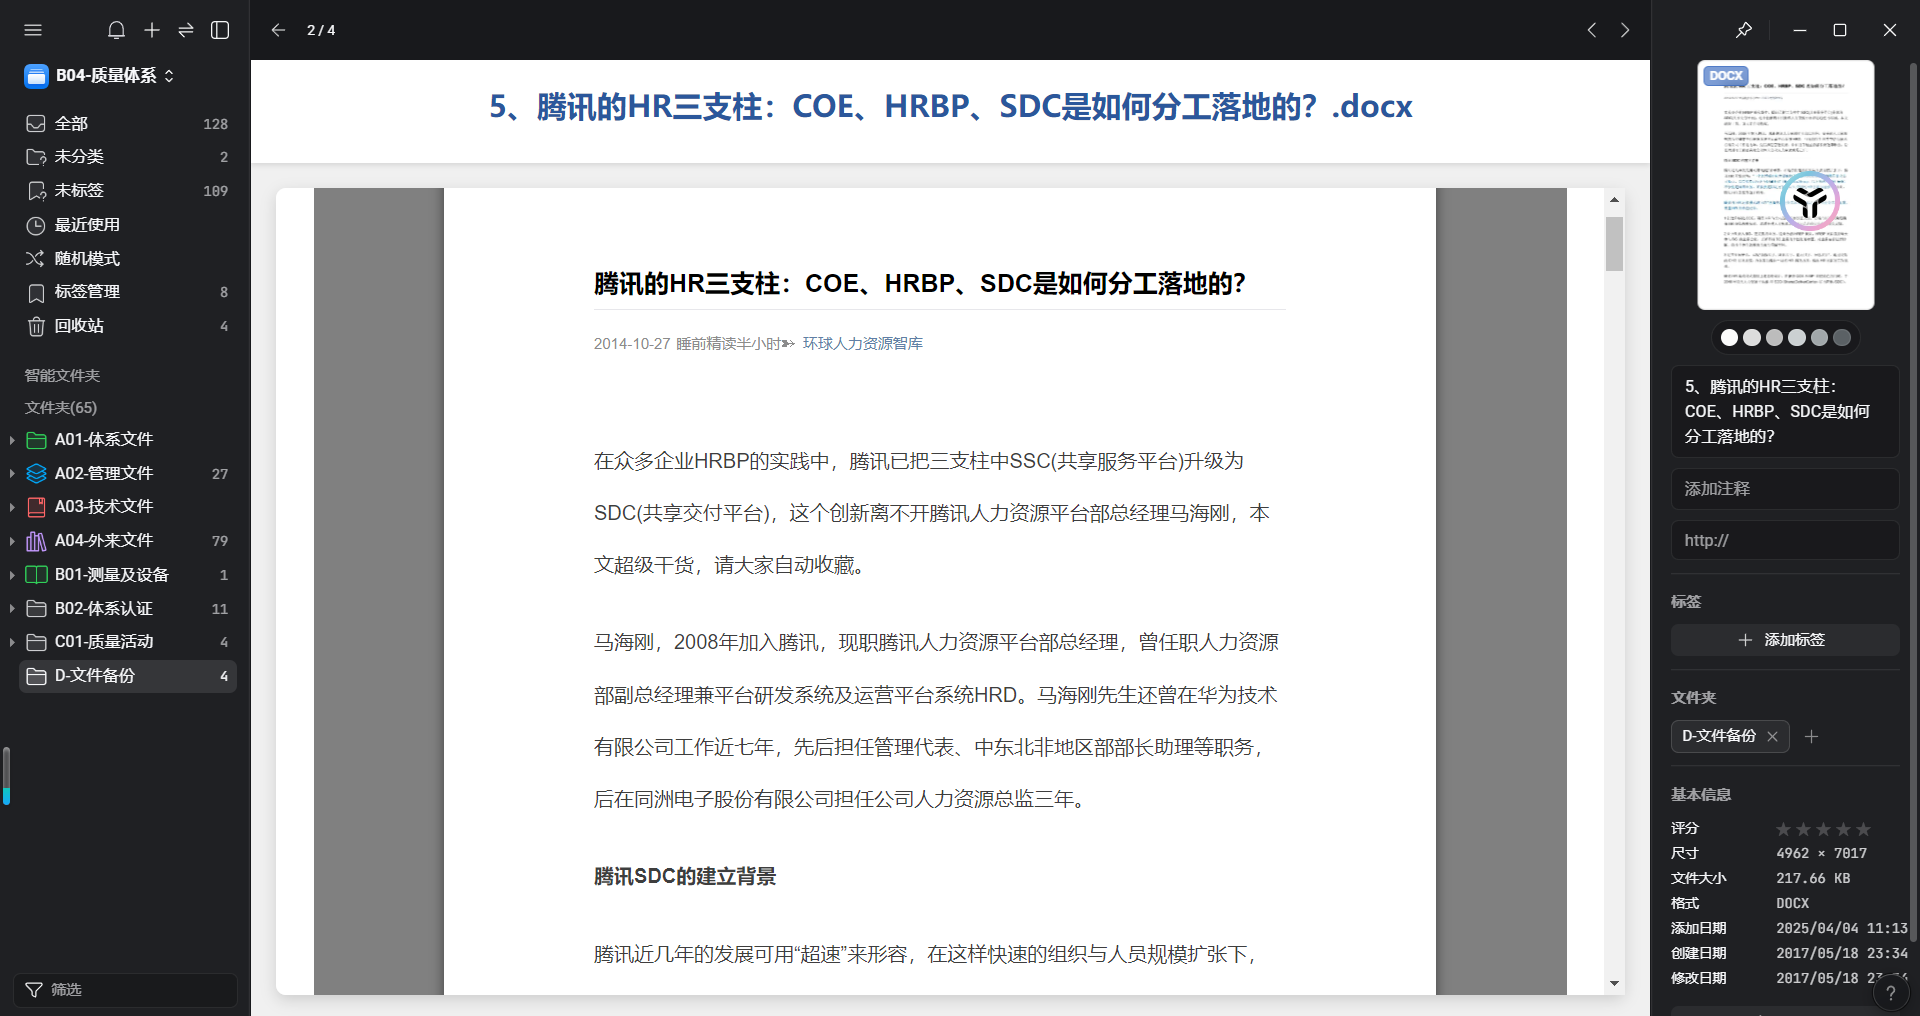 2 / 4
B04-质量体系
全部 128
未分类 2
未标签 109
最近使用
随机模式
标签管理 8
回收站 4
智能文件夹
文件夹(65)
A01-体系文件
A02-管理文件 27
A03-技术文件
A04-外来文件 79
B01-测量及设备 1
B02-体系认证 11
C01-质量活动 4
D-文件备份 4
筛选
5、腾讯的HR三支柱：COE、HRBP、SDC是如何分工落地的？.docx
腾讯的HR三支柱：COE、HRBP、SDC是如何分工落地的？
2014-10-27 睡前精读半小时➳ 环球人力资源智库
在众多企业HRBP的实践中，腾讯已把三支柱中SSC(共享服务平台)升级为
SDC(共享交付平台)，这个创新离不开腾讯人力资源平台部总经理马海刚，本
文超级干货，请大家自动收藏。
马海刚，2008年加入腾讯，现职腾讯人力资源平台部总经理，曾任职人力资源
部副总经理兼平台研发系统及运营平台系统HRD。马海刚先生还曾在华为技术
有限公司工作近七年，先后担任管理代表、中东北非地区部部长助理等职务，
后在同洲电子股份有限公司担任公司人力资源总监三年。
腾讯SDC的建立背景
腾讯近几年的发展可用“超速”来形容，在这样快速的组织与人员规模扩张下，
DOCX
5、腾讯的HR三支柱：
COE、HRBP、SDC是如何
分工落地的？
添加注释
http://
标签
添加标签
文件夹
D-文件备份
基本信息
评分
尺寸 4962 × 7017
文件大小 217.66 KB
格式 DOCX
添加日期 2025/04/04 11:13
创建日期 2017/05/18 23:34
修改日期 2017/05/18
?